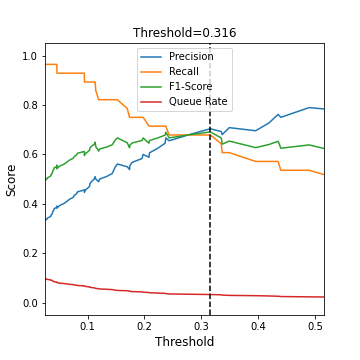 Threshold=0.316
Precision
Recall
F1-Score
Queue Rate
1.0
0.8
0.6
0.4
0.2
0.0
Score
0.1 0.2 0.3 0.4 0.5
Threshold